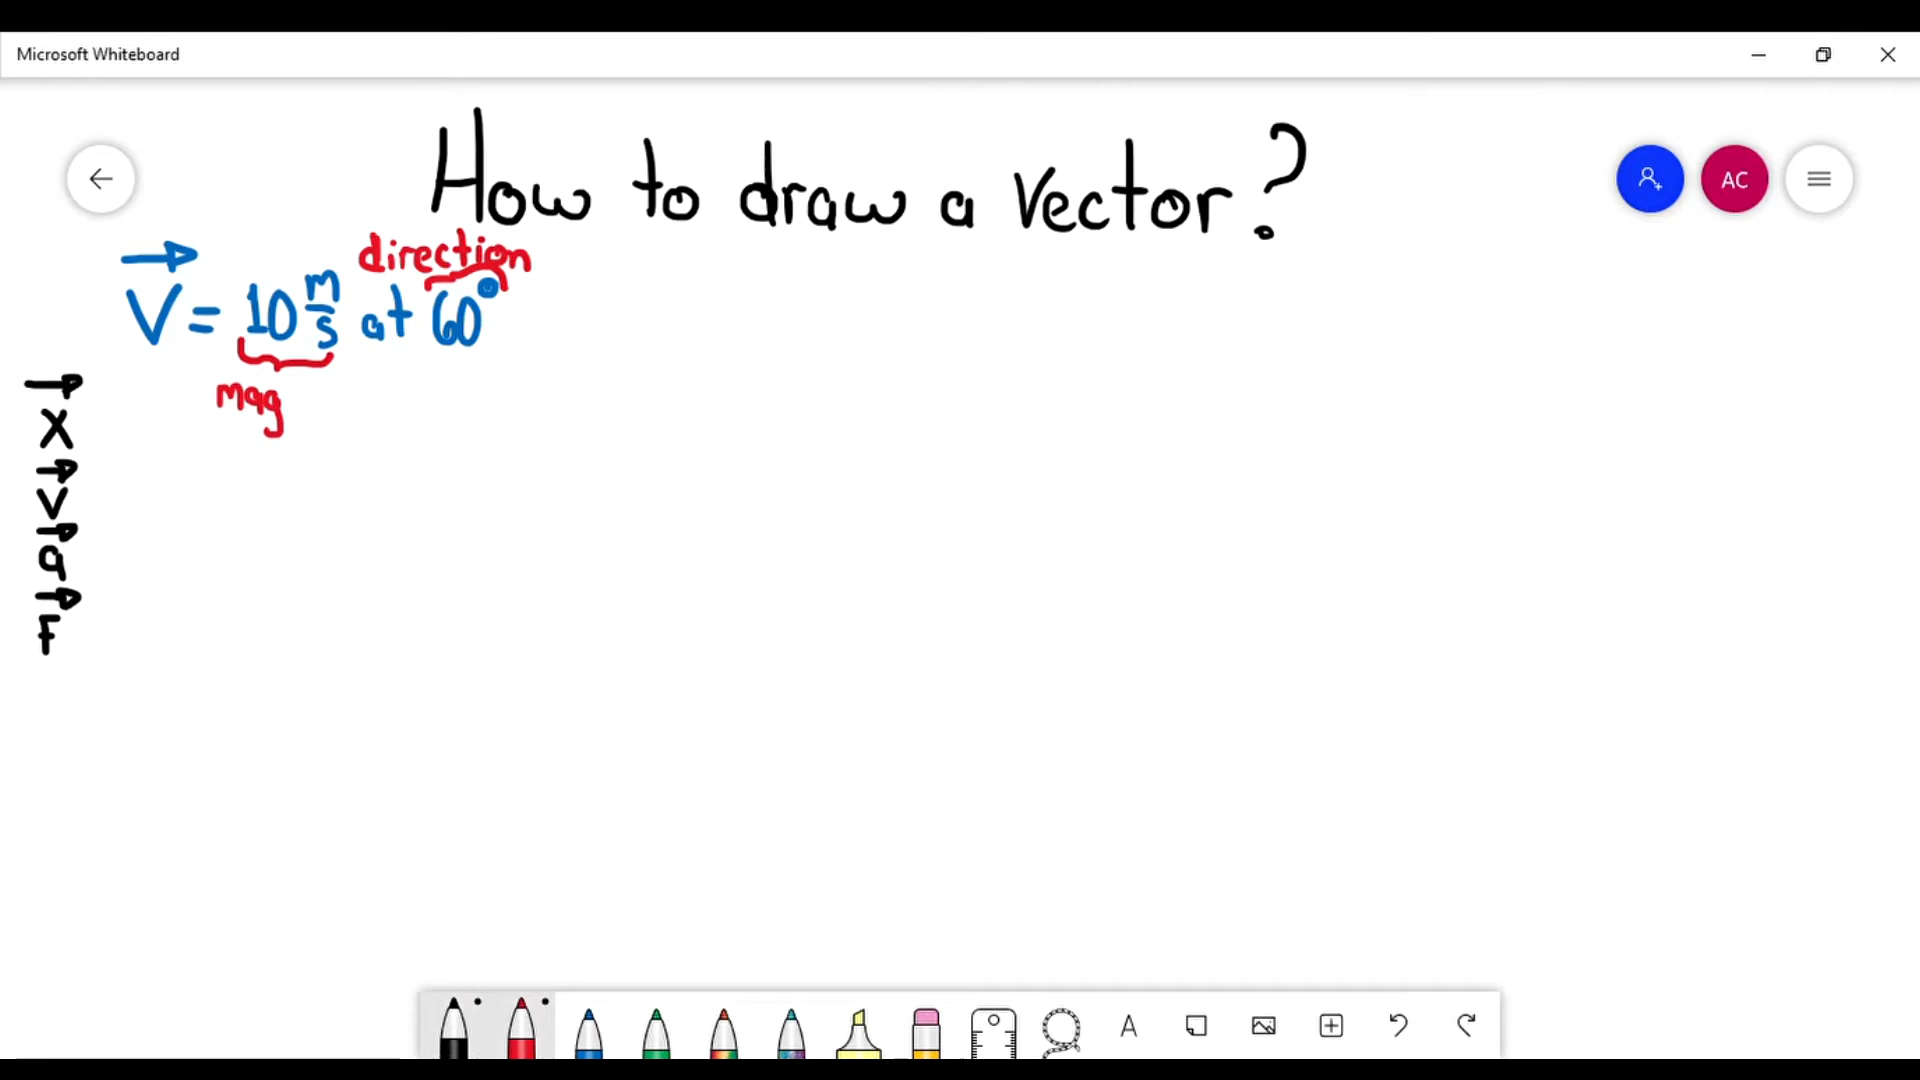 Microsoft Whiteboard
How to draw a Vector?
AC
direction
V = 10 m/s at 60°
mag
x
v
a
F
A